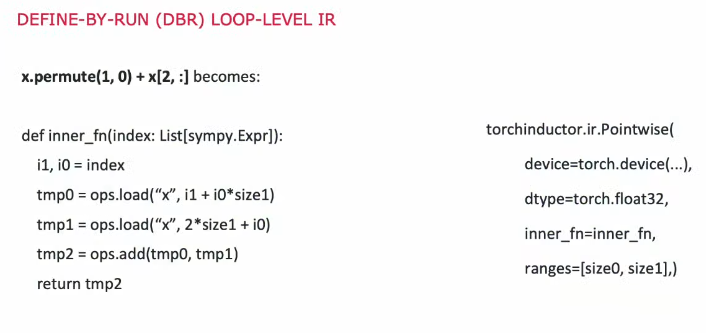 DEFINE-BY-RUN (DBR) LOOP-LEVEL IR
x.permute(1, 0) + x[2, :] becomes:
def inner_fn(index: List[sympy.Expr]):
i1, i0 = index
tmp0 = ops.load(“x”, i1 + i0*size1)
tmp1 = ops.load(“x”, 2*size1 + i0)
tmp2 = ops.add(tmp0, tmp1)
return tmp2
torchinductor.ir.Pointwise(
device=torch.device(...),
dtype=torch.float32,
inner_fn=inner_fn,
ranges=[size0, size1],)